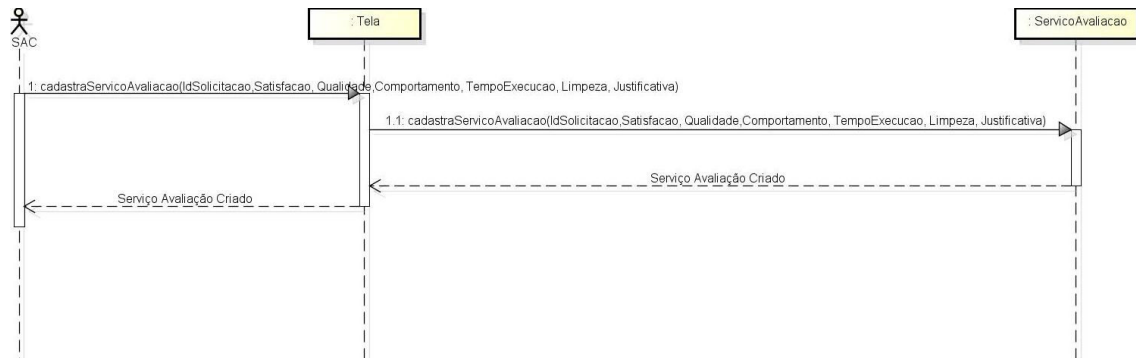 SAC
: Tela
: ServicoAvaliacao
1: cadastraServicoAvaliacao(IdSolicitacao,Satisfacao, Qualidade,Comportamento, TempoExecucao, Limpeza, Justificativa)
1.1: cadastraServicoAvaliacao(IdSolicitacao,Satisfacao, Qualidade,Comportamento, TempoExecucao, Limpeza, Justificativa)
Serviço Avaliação Criado
Serviço Avaliação Criado